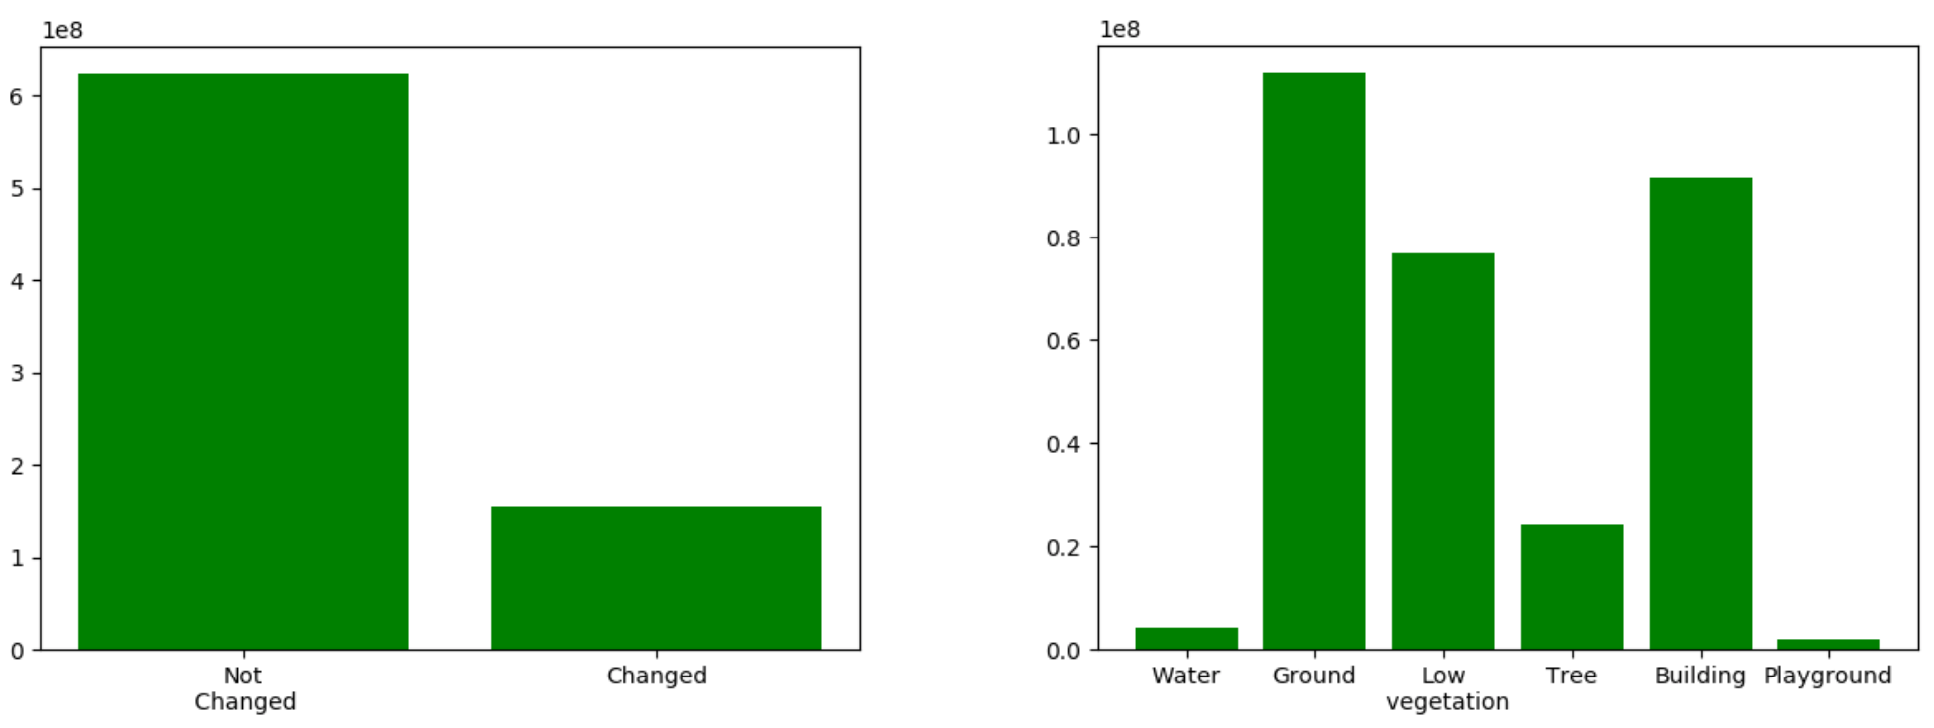 1e8
6
5
4
3
2
1
0
Not
Changed
Changed
1e8
1.0
0.8
0.6
0.4
0.2
0.0
Water
Ground
Low
vegetation
Tree
Building
Playground